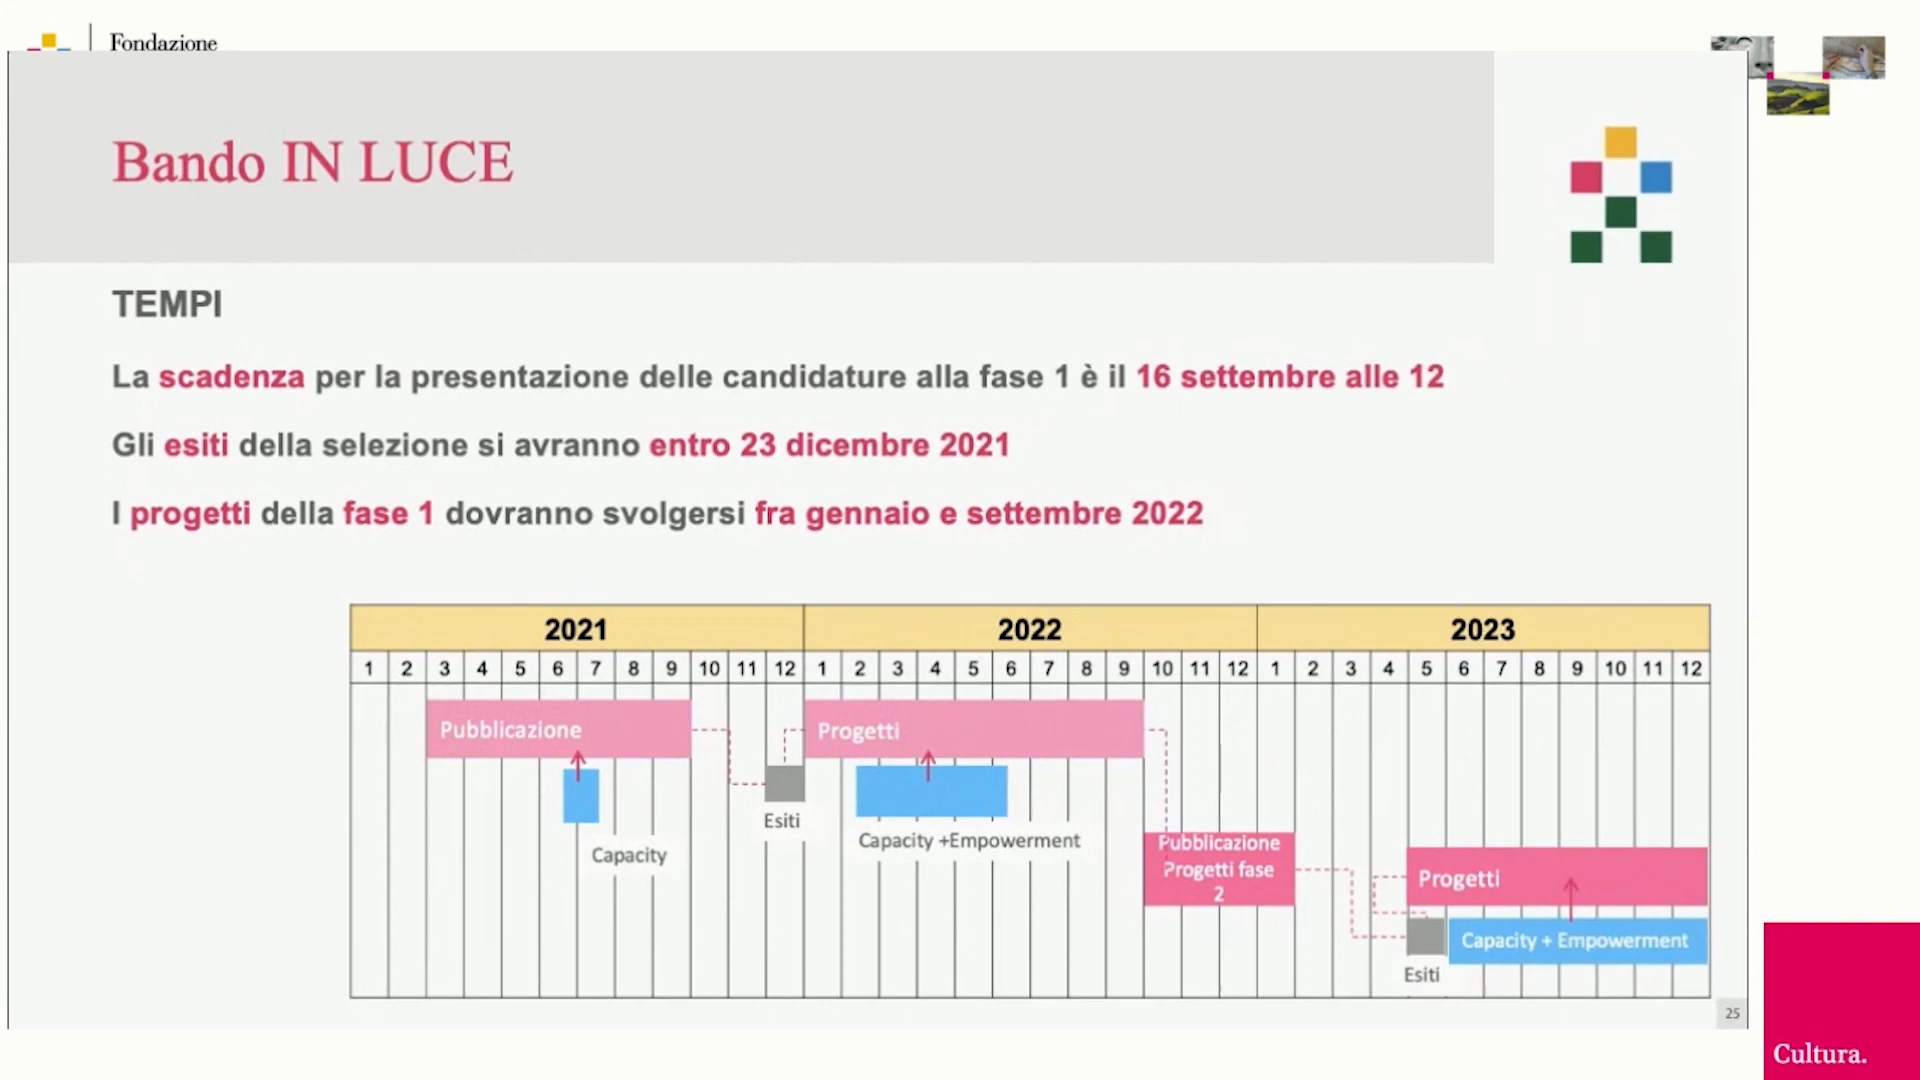 Fondazione
Bando IN LUCE
TEMPI
La scadenza per la presentazione delle candidature alla fase 1 è il 16 settembre alle 12
Gli esiti della selezione si avranno entro 23 dicembre 2021
I progetti della fase 1 dovranno svolgersi fra gennaio e settembre 2022
2021 2022 2023
1 2 3 4 5 6 7 8 9 10 11 12 1 2 3 4 5 6 7 8 9 10 11 12 1 2 3 4 5 6 7 8 9 10 11 12
Pubblicazione
Progetti
Esiti
Capacity
Capacity +Empowerment
Pubblicazione
Progetti fase
2
Progetti
Capacity + Empowerment
Esiti
25
Cultura.